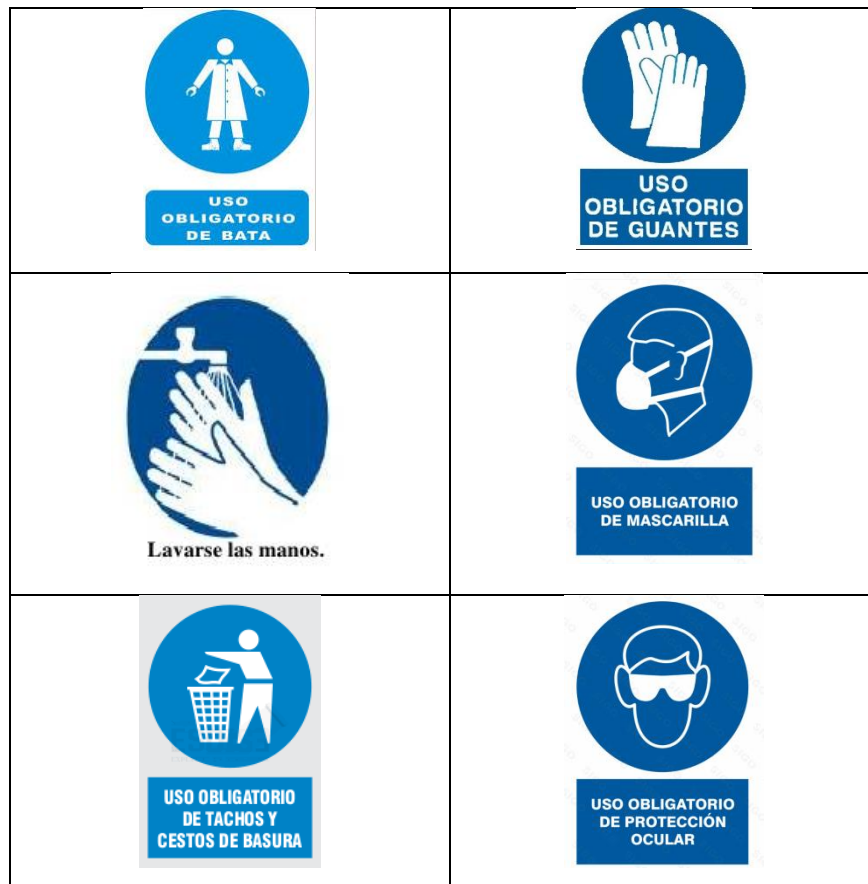 USO
OBLIGATORIO
DE BATA
USO
OBLIGATORIO
DE GUANTES
Lavarse las manos.
USO OBLIGATORIO
DE MASCARILLA
USO OBLIGATORIO
DE TACHOS Y
CESTOS DE BASURA
USO OBLIGATORIO
DE PROTECCIÓN
OCULAR